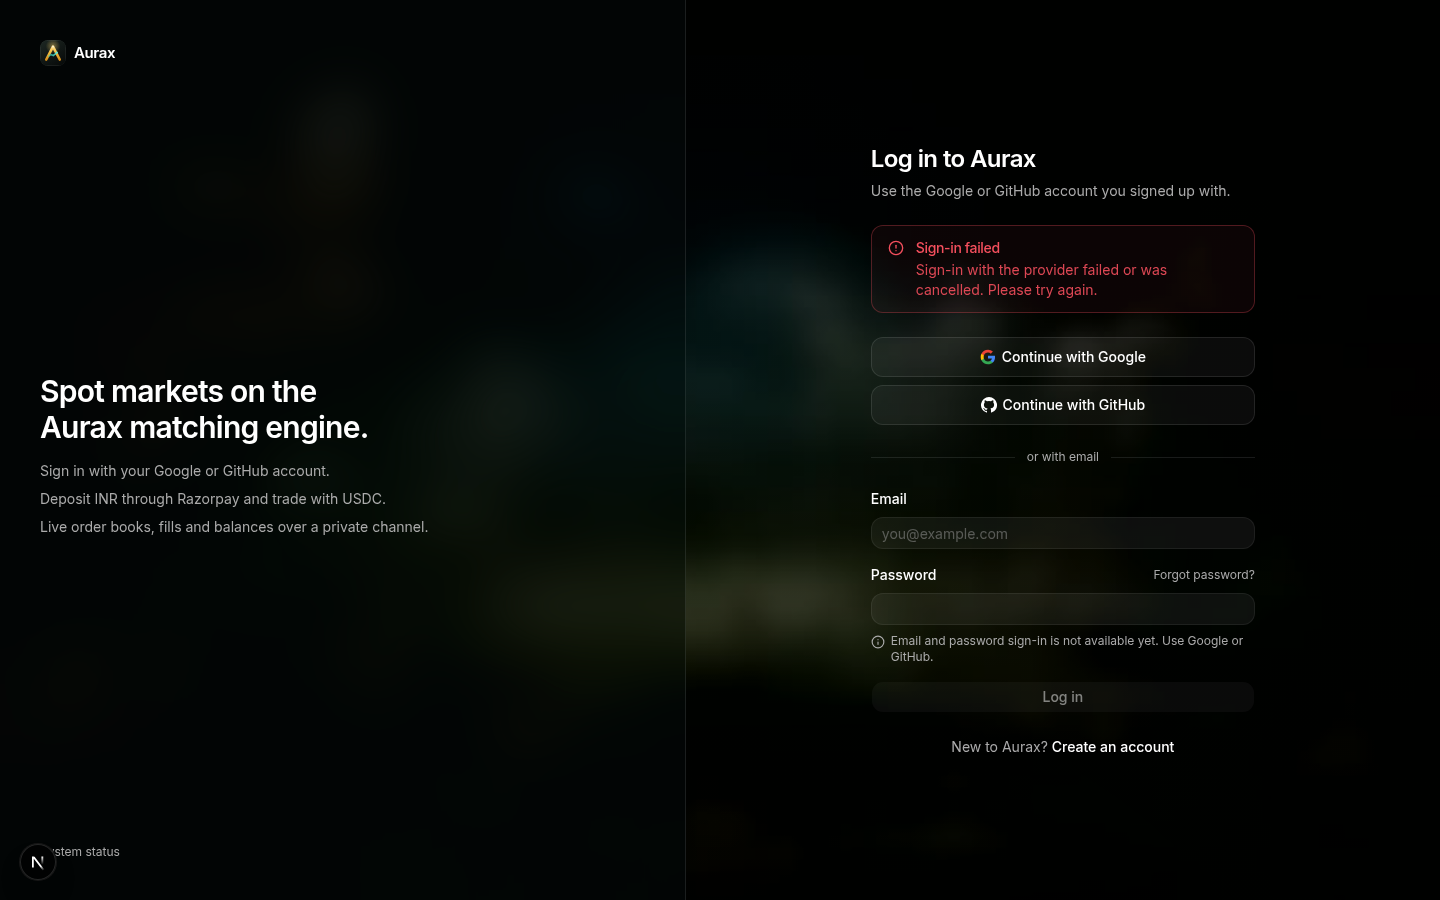 Aurax
Spot markets on the
Aurax matching engine.
Sign in with your Google or GitHub account.
Deposit INR through Razorpay and trade with USDC.
Live order books, fills and balances over a private channel.
stem status
N
Log in to Aurax
Use the Google or GitHub account you signed up with.
Sign-in failed
Sign-in with the provider failed or was
cancelled. Please try again.
Continue with Google
Continue with GitHub
or with email
Email
you@example.com
Password
Forgot password?
Email and password sign-in is not available yet. Use Google or
GitHub.
Log in
New to Aurax? Create an account